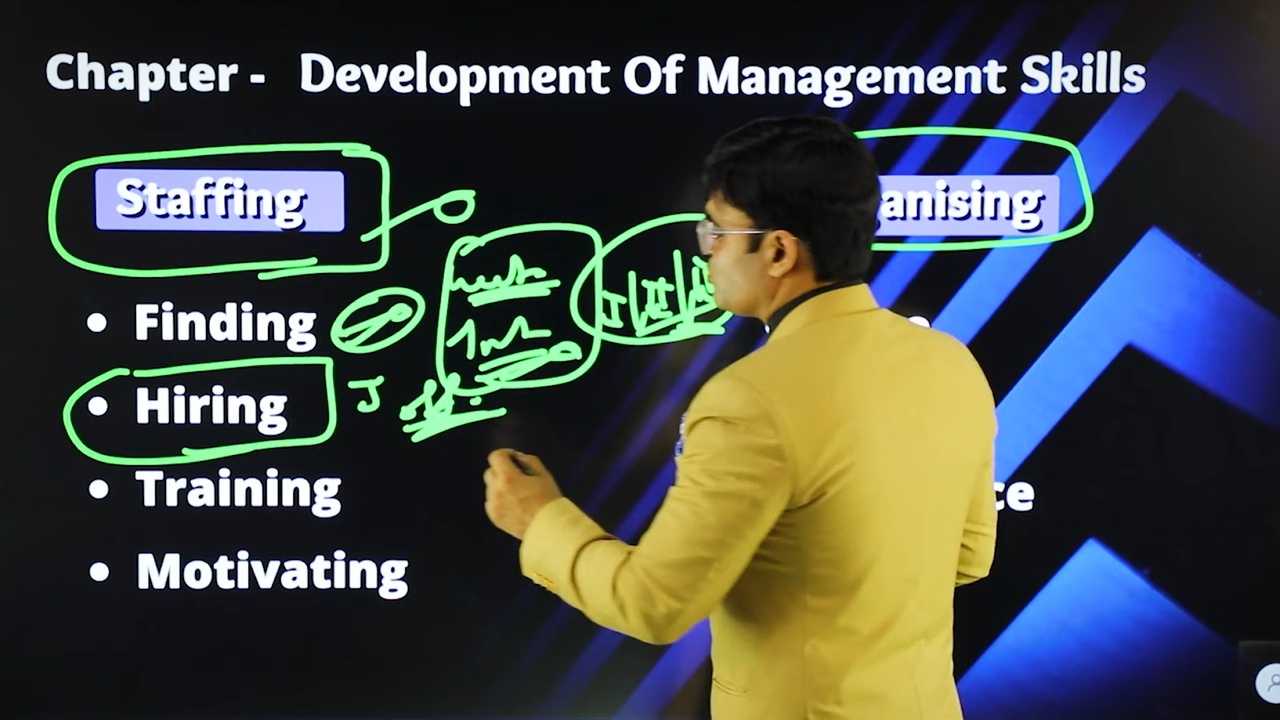 Chapter - Development Of Management Skills
Staffing
anising
• Finding
• Hiring
J
• Training
ce
• Motivating